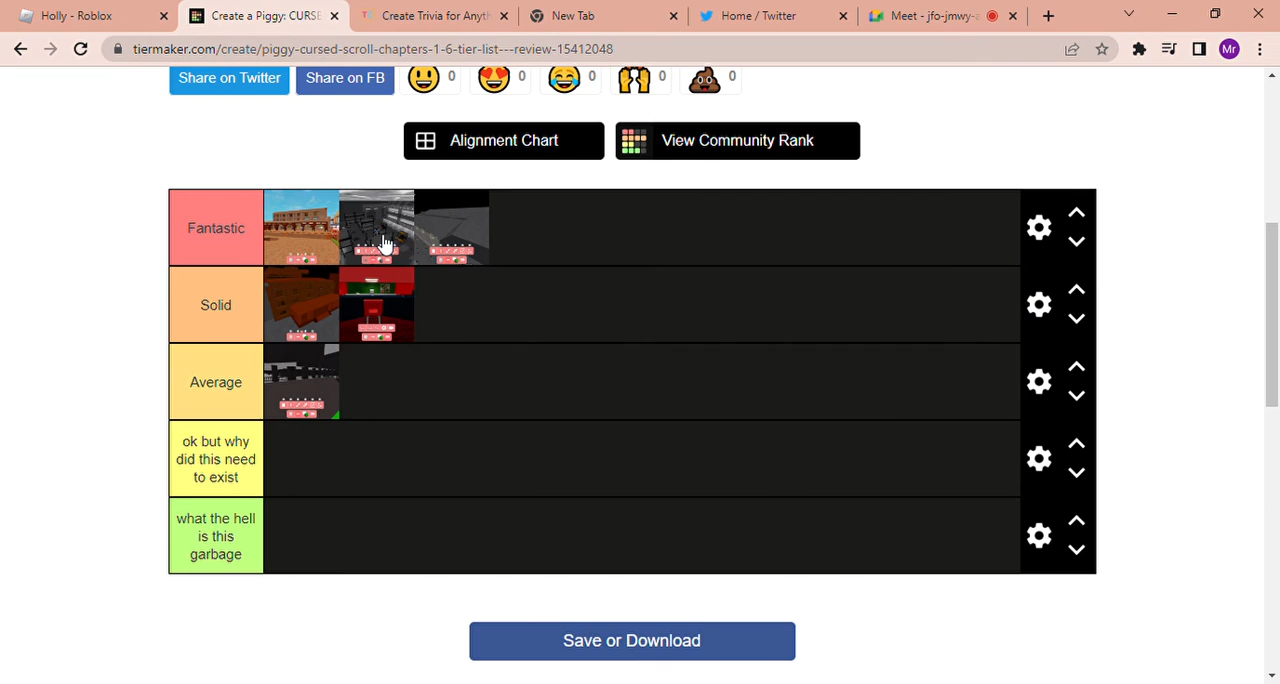 Holly - Roblox
Create a Piggy: CURSE
Create Trivia for Anyth
New Tab
Home / Twitter
Meet - jfo-jmwy-
tiermaker.com/create/piggy-cursed-scroll-chapters-1-6-tier-list---review-15412048
Mr
Share on Twitter
Share on FB
0
0
0
0
0
Alignment Chart
View Community Rank
Fantastic
Solid
Average
ok but why
did this need
to exist
what the hell
is this
garbage
Save or Download